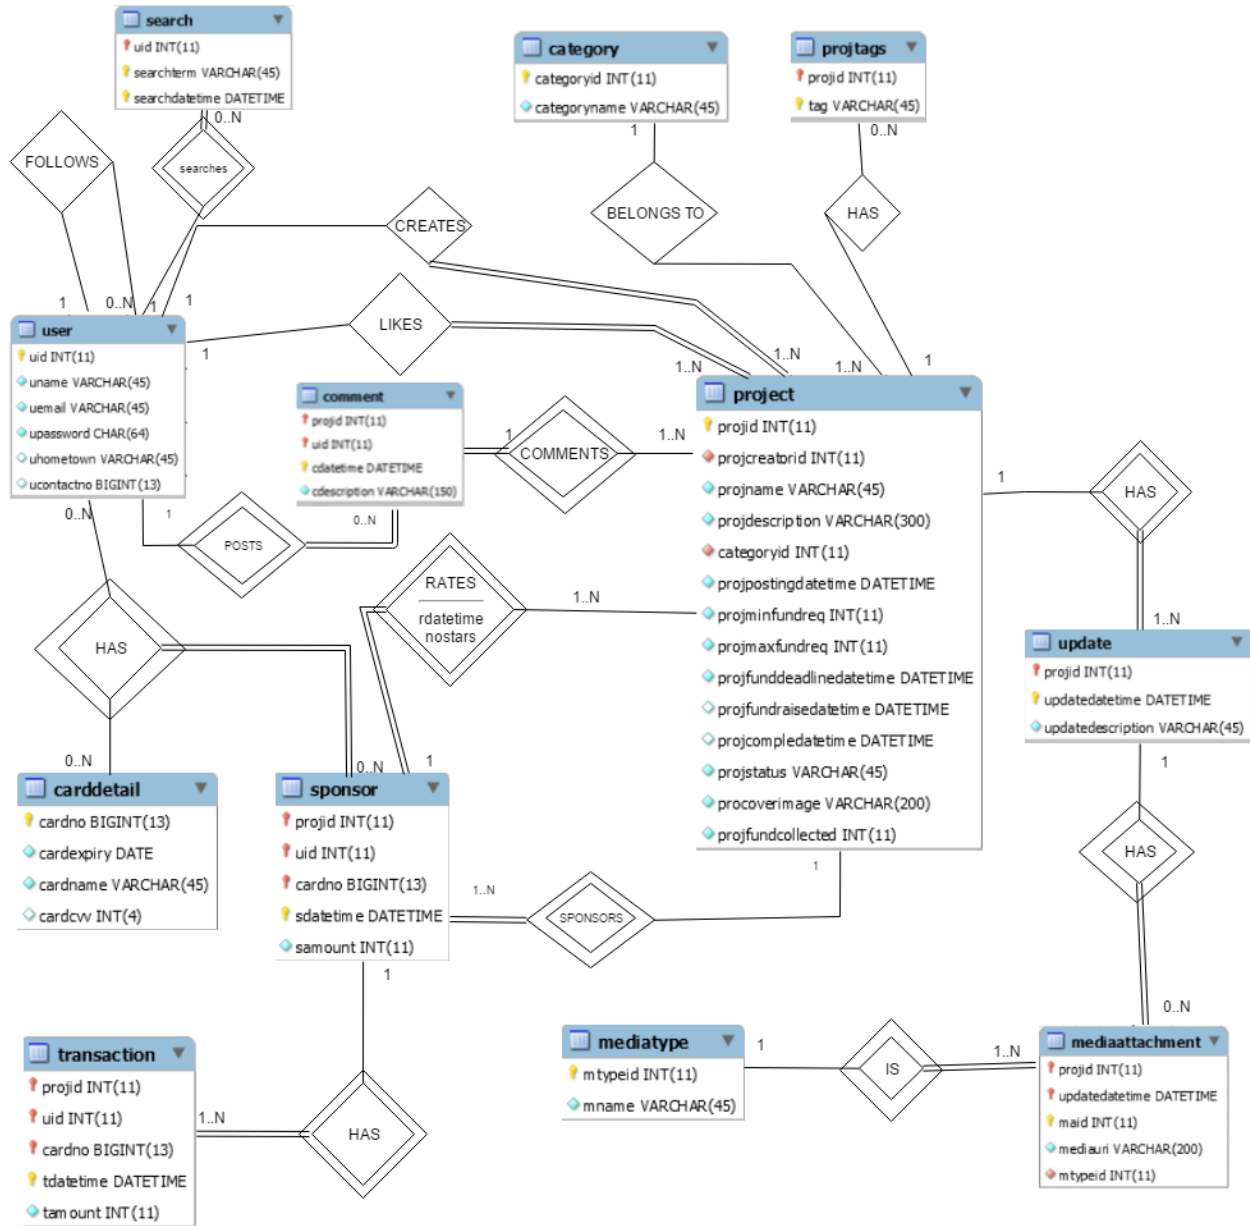 search
uid INT(11)
searchterm VARCHAR(45)
searchdatetime DATETIME
0..N
category
categoryid INT(11)
categoryname VARCHAR(45)
1
projtags
projid INT(11)
tag VARCHAR(45)
0..N
FOLLOWS
searches
CREATES
BELONGS TO
HAS
1
0..N
1
1
user
uid INT(11)
uname VARCHAR(45)
uemail VARCHAR(45)
upassword CHAR(64)
uhometown VARCHAR(45)
ucontactno BIGINT(13)
1
LIKES
1..N
1..N
1..N
1
comment
projid INT(11)
uid INT(11)
cdatetime DATETIME
cdescription VARCHAR(150)
1
COMMENTS
1..N
project
projid INT(11)
projcreatorid INT(11)
projname VARCHAR(45)
projdescription VARCHAR(300)
categoryid INT(11)
projpostingdatetime DATETIME
projminfundreq INT(11)
projmaxfundreq INT(11)
projfunddeadlinedatetime DATETIME
projfundraisedatetime DATETIME
projcompledatetime DATETIME
projstatus VARCHAR(45)
procoverimage VARCHAR(200)
projfundcollected INT(11)
1
HAS
1..N
0..N
1
POSTS
0..N
RATES
rdatetime
nostars
1..N
HAS
update
projid INT(11)
updatedatetime DATETIME
updatedescription VARCHAR(45)
1
0..N
0..N
1
carddetail
cardno BIGINT(13)
cardexpiry DATE
cardname VARCHAR(45)
cardcvv INT(4)
sponsor
projid INT(11)
uid INT(11)
cardno BIGINT(13)
sdatetime DATETIME
samount INT(11)
1..N
SPONSORS
1
HAS
0..N
1
transaction
projid INT(11)
uid INT(11)
cardno BIGINT(13)
tdatetime DATETIME
tamount INT(11)
1..N
HAS
mediatype
mtypeid INT(11)
mname VARCHAR(45)
1
IS
1..N
mediaattachment
projid INT(11)
updatedatetime DATETIME
maid INT(11)
mediauri VARCHAR(200)
mtypeid INT(11)